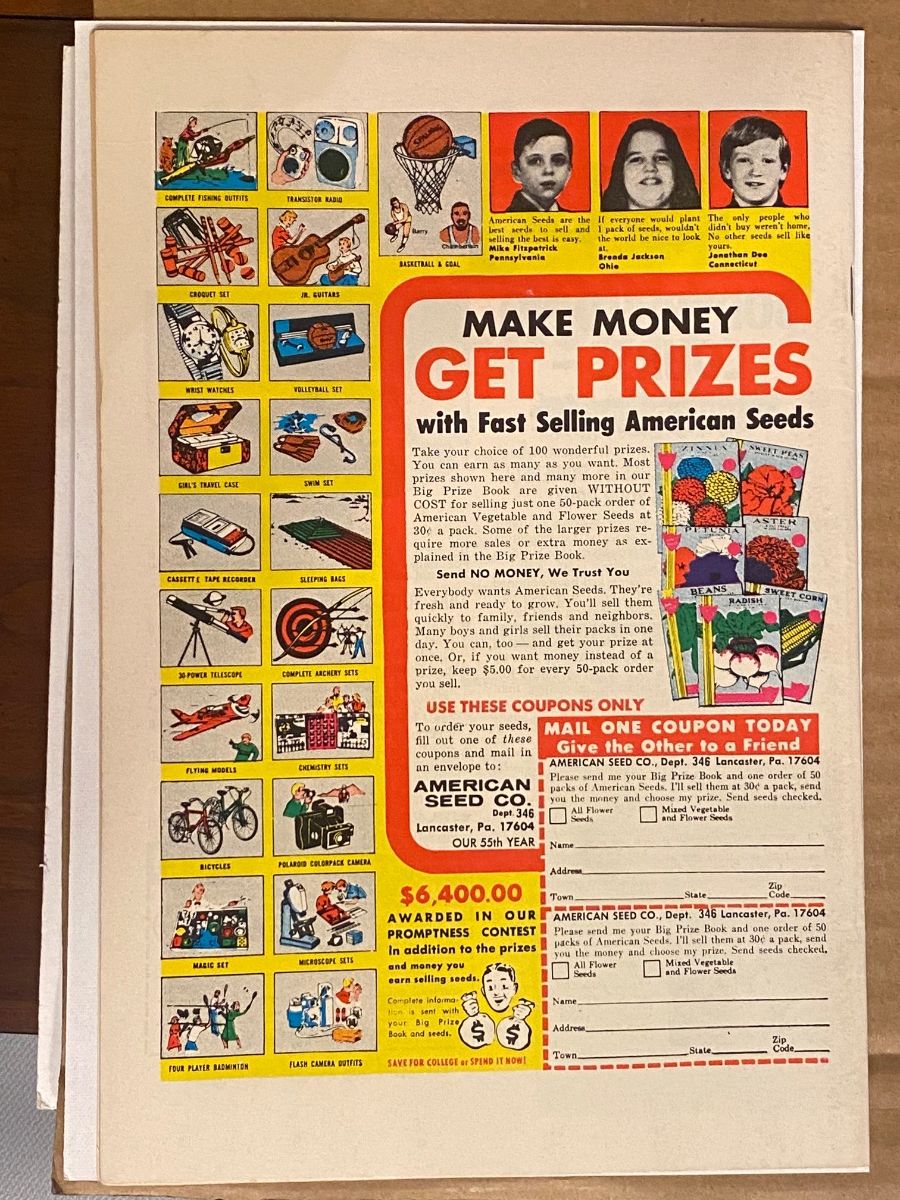 COMPLETE FISHING OUTFITS
TRANSISTOR RADIO
CROQUET SET
JR. GUITARS
WRIST WATCHES
VOLLEYBALL SET
GIRL'S TRAVEL CASE
SWIM SET
CASSETTE TAPE RECORDER
SLEEPING BAGS
30-POWER TELESCOPE
COMPLETE ARCHERY SETS
FLYING MODELS
CHEMISTRY SETS
BICYCLES
POLAROID COLORPACK CAMERA
MAGIC SET
MICROSCOPE SETS
FOUR PLAYER BADMINTON
FLASH CAMERA OUTFITS
SPALDING
Barry
Chamberlain
BASKETBALL & GOAL
American Seeds are the
best seeds to sell and
selling the best is easy.
Mike Fitzpatrick
Pennsylvania
If everyone would plant
1 pack of seeds, wouldn't
the world be nice to look
at.
Brenda Jackson
Ohio
The only people who
didn't buy weren't home,
No other seeds sell like
yours.
Jonathan Dee
Connecticut
MAKE MONEY
GET PRIZES
with Fast Selling American Seeds
Take your choice of 100 wonderful prizes.
You can earn as many as you want. Most
prizes shown here and many more in our
Big Prize Book are given WITHOUT
COST for selling just one 50-pack order of
American Vegetable and Flower Seeds at
30¢ a pack. Some of the larger prizes re-
quire more sales or extra money as ex-
plained in the Big Prize Book.
Send NO MONEY, We Trust You
Everybody wants American Seeds. They're
fresh and ready to grow. You'll sell them
quickly to family, friends and neighbors.
Many boys and girls sell their packs in one
day. You can, too — and get your prize at
once. Or, if you want money instead of a
prize, keep $5.00 for every 50-pack order
you sell.
ZINNIA
SWEET PEAS
PETUNIA
ASTER
BEANS
RADISH
SWEET CORN
USE THESE COUPONS ONLY
To order your seeds,
fill out one of these
coupons and mail in
an envelope to:
AMERICAN
SEED CO.
Dept. 346
Lancaster, Pa. 17604
OUR 55th YEAR
MAIL ONE COUPON TODAY
Give the Other to a Friend
AMERICAN SEED CO., Dept. 346 Lancaster, Pa. 17604
Please send me your Big Prize Book and one order of 50
packs of American Seeds. I'll sell them at 30¢ a pack, send
you the money and choose my prize. Send seeds checked.
All Flower
Seeds
Mixed Vegetable
and Flower Seeds
Name
Address
Town State Zip Code
AMERICAN SEED CO., Dept. 346 Lancaster, Pa. 17604
Please send me your Big Prize Book and one order of 50
packs of American Seeds. I'll sell them at 30¢ a pack, send
you the money and choose my prize. Send seeds checked.
All Flower
Seeds
Mixed Vegetable
and Flower Seeds
Name
Address
Town State Zip Code
$6,400.00
AWARDED IN OUR
PROMPTNESS CONTEST
In addition to the prizes
and money you
earn selling seeds.
Complete informa-
tion is sent with
your Big Prize
Book and seeds.
$ $
SAVE FOR COLLEGE or SPEND IT NOW!